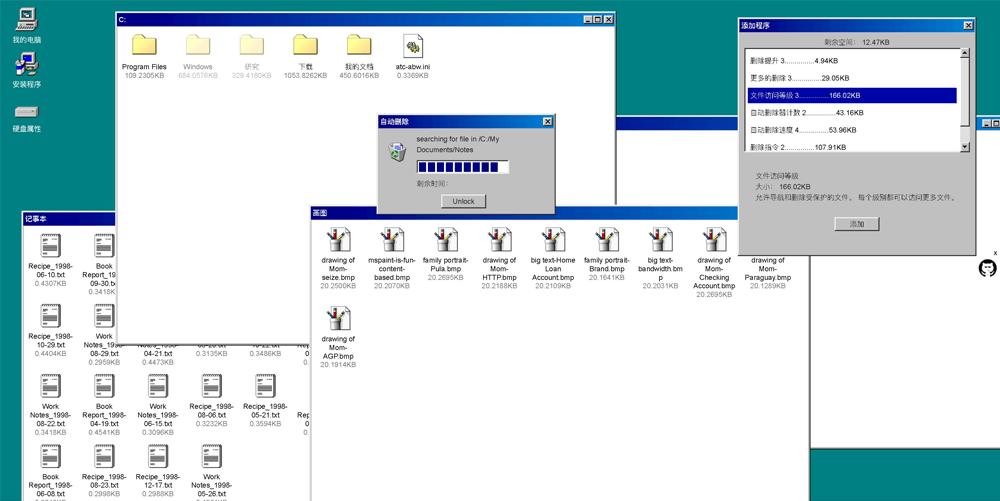 我的电脑
安装程序
硬盘属性
C:
Program Files
109.2305KB
Windows
684.0576KB
研究
329.4180KB
下载
1053.8262KB
我的文档
450.6016KB
atc-abw.ini
0.3369KB
自动删除
searching for file in /C:/My
Documents/Notes
剩余时间:
Unlock
添加程序
剩余空间: 12.47KB
删除提升 3..............4.94KB
更多的删除 3..............29.05KB
文件访问等级 3..............166.02KB
自动删除器计数 2..............43.16KB
自动删除速度 4..............53.96KB
删除指令 2..............107.91KB
文件访问等级
大小: 166.02KB
允许导航和删除受保护的文件。 每个级别都可以访问更多文件。
添加
x
记事本
Recipe_1998-
06-10.txt
0.4307KB
Book
Report_1998-
09-30.txt
0.3418K
Recipe_1998-
10-29.txt
0.4404KB
Work
Notes_1998-
08-29.txt
0.2959KB
Notes_1998-
04-21.txt
0.4473KB
0.3135KB
0.3486KB
Work
Notes_1998-
08-22.txt
0.3418KB
Book
Report_1998-
04-19.txt
0.4541KB
Work
Notes_1998-
06-15.txt
0.3096KB
Recipe_1998-
08-06.txt
0.3232KB
Recipe_1998-
05-21.txt
0.3594KB
Book
Report_1998-
06-08.txt
Recipe_1998-
08-23.txt
0.2998KB
Recipe_1998-
12-17.txt
0.2988KB
Work
Notes_1998-
05-26.txt
画图
drawing of
Mom-
seize.bmp
20.2500KB
mspaint-is-fun-
content-
based.bmp
20.2070KB
family portrait-
Pula.bmp
20.2695KB
drawing of
Mom-
HTTP.bmp
20.2188KB
big text-Home
Loan
Account.bmp
20.2109KB
family portrait-
Brand.bmp
20.1641KB
big text-
bandwidth.bm
p
20.2031KB
drawing of
Mom-
Checking
Account.bmp
20.2695KB
drawing of
Mom-
Paraguay.bmp
20.1289KB
drawing of
Mom-
AGP.bmp
20.1914KB